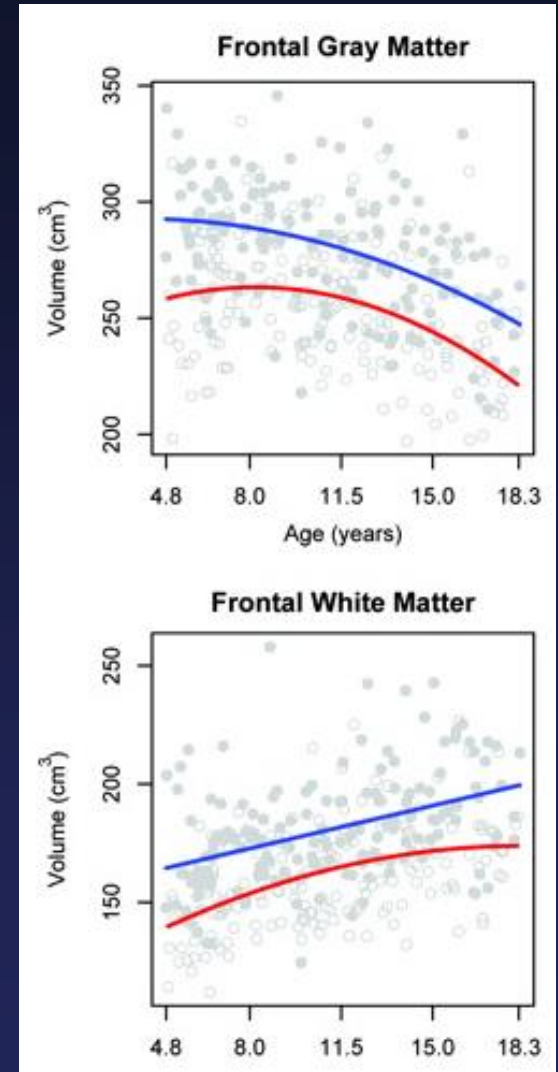 Frontal Gray Matter
350
300
250
200
Volume (cm³)
4.8 8.0 11.5 15.0 18.3
Age (years)
Frontal White Matter
250
200
150
Volume (cm³)
4.8 8.0 11.5 15.0 18.3